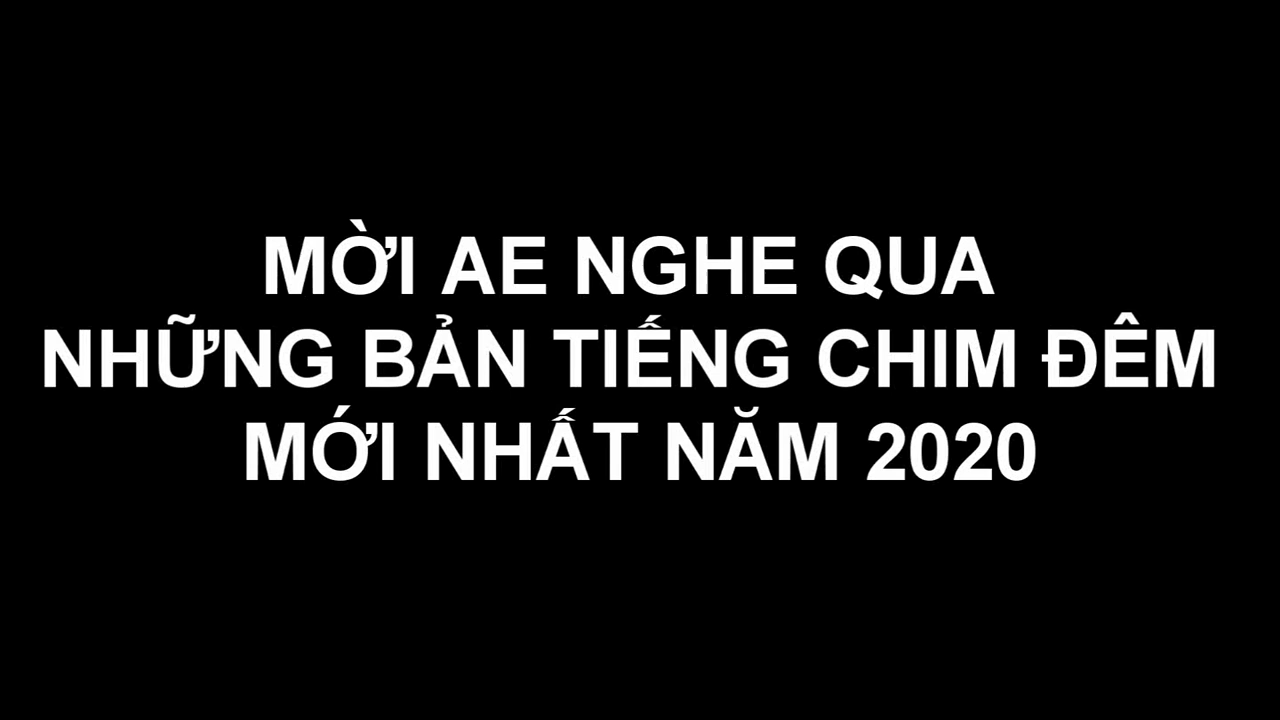 MỜI AE NGHE QUA
NHỮNG BẢN TIẾNG CHIM ĐÊM
MỚI NHẤT NĂM 2020